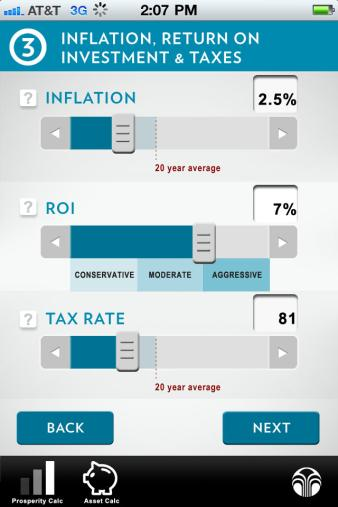 AT&T 3G 2:07 PM
3 INFLATION, RETURN ON
INVESTMENT & TAXES
? INFLATION 2.5%
20 year average
? ROI 7%
CONSERVATIVE MODERATE AGGRESSIVE
? TAX RATE 81
20 year average
BACK NEXT
Prosperity Calc Asset Calc